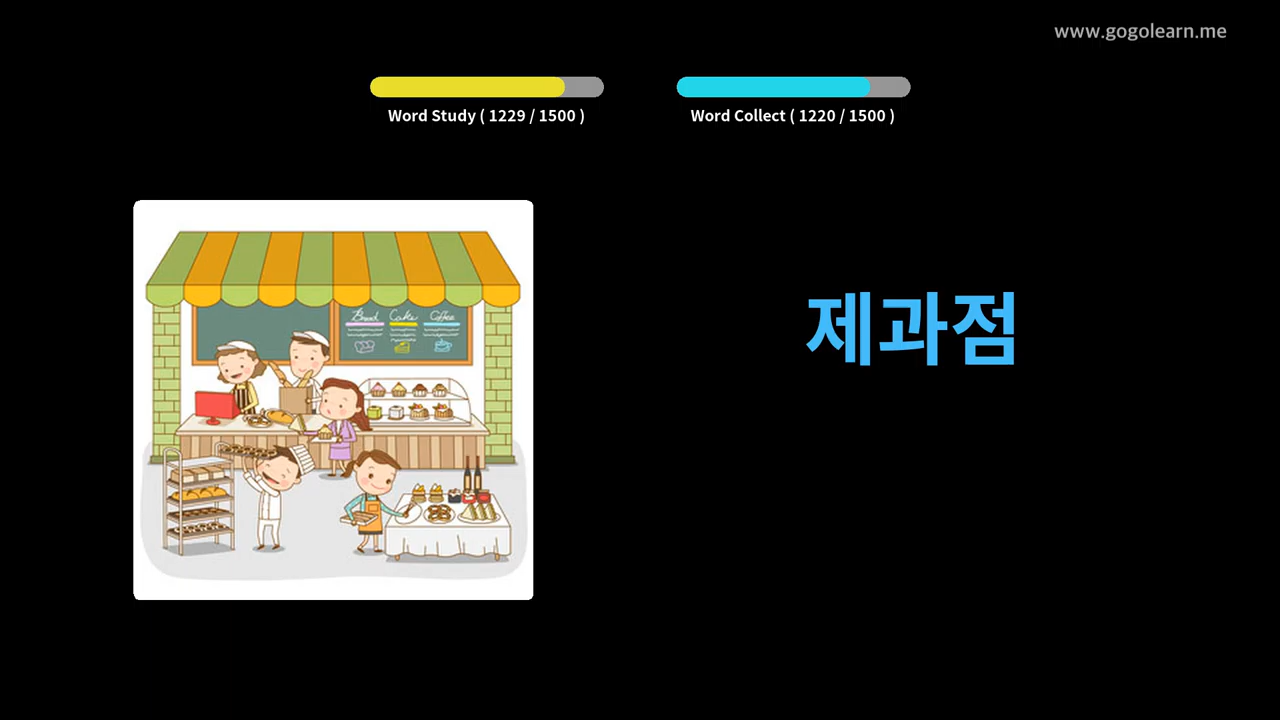 www.gogolearn.me
Word Study ( 1229 / 1500 )
Word Collect ( 1220 / 1500 )
Bread Cake Coffee
제과점